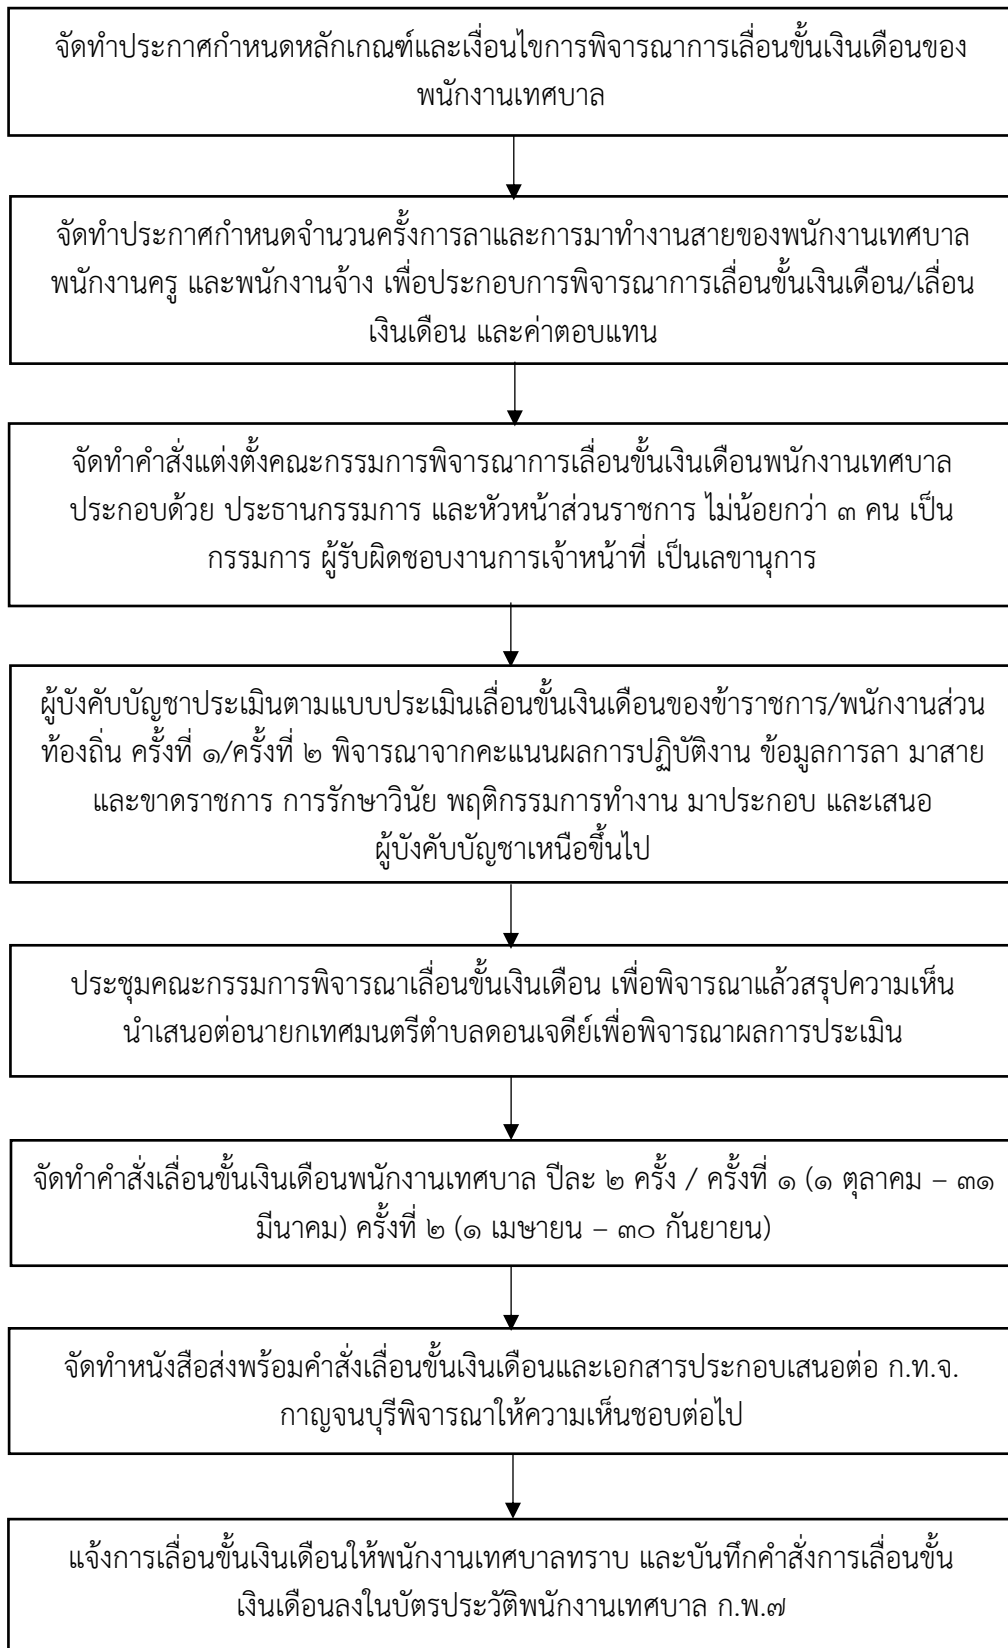 จัดทำประกาศกำหนดหลักเกณฑ์และเงื่อนไขการพิจารณาการเลื่อนขั้นเงินเดือนของ
พนักงานเทศบาล
จัดทำประกาศกำหนดจำนวนครั้งการลาและการมาทำงานสายของพนักงานเทศบาล
พนักงานครู และพนักงานจ้าง เพื่อประกอบการพิจารณาการเลื่อนขั้นเงินเดือน/เลื่อน
เงินเดือน และค่าตอบแทน
จัดทำคำสั่งแต่งตั้งคณะกรรมการพิจารณาการเลื่อนขั้นเงินเดือนพนักงานเทศบาล
ประกอบด้วย ประธานกรรมการ และหัวหน้าส่วนราชการ ไม่น้อยกว่า ๓ คน เป็น
กรรมการ ผู้รับผิดชอบงานการเจ้าหน้าที่ เป็นเลขานุการ
ผู้บังคับบัญชาประเมินตามแบบประเมินเลื่อนขั้นเงินเดือนของข้าราชการ/พนักงานส่วน
ท้องถิ่น ครั้งที่ ๑/ครั้งที่ ๒ พิจารณาจากคะแนนผลการปฏิบัติงาน ข้อมูลการลา มาสาย
และขาดราชการ การรักษาวินัย พฤติกรรมการทำงาน มาประกอบ และเสนอ
ผู้บังคับบัญชาเหนือขึ้นไป
ประชุมคณะกรรมการพิจารณาเลื่อนขั้นเงินเดือน เพื่อพิจารณาแล้วสรุปความเห็น
นำเสนอต่อนายกเทศมนตรีตำบลดอนเจดีย์เพื่อพิจารณาผลการประเมิน
จัดทำคำสั่งเลื่อนขั้นเงินเดือนพนักงานเทศบาล ปีละ ๒ ครั้ง / ครั้งที่ ๑ (๑ ตุลาคม – ๓๑
มีนาคม) ครั้งที่ ๒ (๑ เมษายน – ๓๐ กันยายน)
จัดทำหนังสือส่งพร้อมคำสั่งเลื่อนขั้นเงินเดือนและเอกสารประกอบเสนอต่อ ก.ท.จ.
กาญจนบุรีพิจารณาให้ความเห็นชอบต่อไป
แจ้งการเลื่อนขั้นเงินเดือนให้พนักงานเทศบาลทราบ และบันทึกคำสั่งการเลื่อนขั้น
เงินเดือนลงในบัตรประวัติพนักงานเทศบาล ก.พ.๗